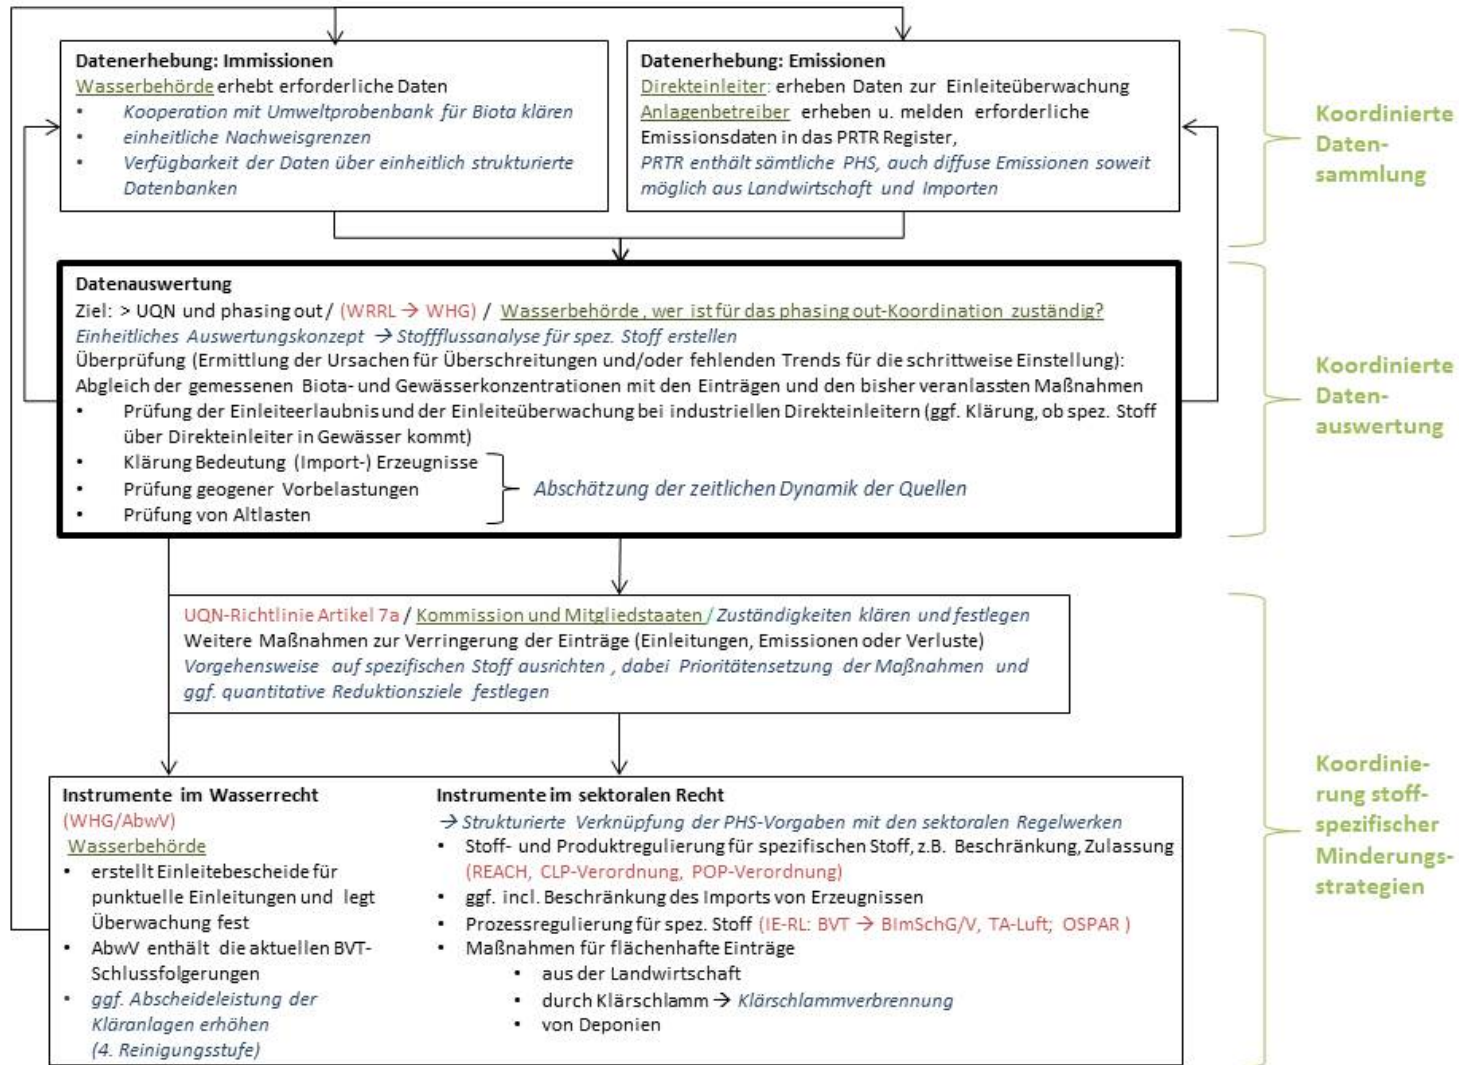 Datenerhebung: Immissionen
Wasserbehörde erhebt erforderliche Daten
• Kooperation mit Umweltprobenbank für Biota klären
• einheitliche Nachweisgrenzen
• Verfügbarkeit der Daten über einheitlich strukturierte
Datenbanken
Datenerhebung: Emissionen
Direkteinleiter: erheben Daten zur Einleiteüberwachung
Anlagenbetreiber erheben u. melden erforderliche
Emissionsdaten in das PRTR Register,
PRTR enthält sämtliche PHS, auch diffuse Emissionen soweit
möglich aus Landwirtschaft und Importen
Koordinierte
Daten-
sammlung
Datenauswertung
Ziel: > UQN und phasing out / (WRRL → WHG) / Wasserbehörde, wer ist für das phasing out-Koordination zuständig?
Einheitliches Auswertungskonzept → Stoffflussanalyse für spez. Stoff erstellen
Überprüfung (Ermittlung der Ursachen für Überschreitungen und/oder fehlenden Trends für die schrittweise Einstellung):
Abgleich der gemessenen Biota- und Gewässerkonzentrationen mit den Einträgen und den bisher veranlassten Maßnahmen
• Prüfung der Einleiteerlaubnis und der Einleiteüberwachung bei industriellen Direkteinleitern (ggf. Klärung, ob spez. Stoff
über Direkteinleiter in Gewässer kommt)
• Klärung Bedeutung (Import-) Erzeugnisse
• Prüfung geogener Vorbelastungen
• Prüfung von Altlasten
Abschätzung der zeitlichen Dynamik der Quellen
Koordinierte
Daten-
auswertung
UQN-Richtlinie Artikel 7a / Kommission und Mitgliedstaaten / Zuständigkeiten klären und festlegen
Weitere Maßnahmen zur Verringerung der Einträge (Einleitungen, Emissionen oder Verluste)
Vorgehensweise auf spezifischen Stoff ausrichten , dabei Prioritätensetzung der Maßnahmen und
ggf. quantitative Reduktionsziele festlegen
Instrumente im Wasserrecht
(WHG/AbwV)
Wasserbehörde
• erstellt Einleitebescheide für
punktuelle Einleitungen und legt
Überwachung fest
• AbwV enthält die aktuellen BVT-
Schlussfolgerungen
• ggf. Abscheideleistung der
Kläranlagen erhöhen
(4. Reinigungsstufe)
Instrumente im sektoralen Recht
→ Strukturierte Verknüpfung der PHS-Vorgaben mit den sektoralen Regelwerken
• Stoff- und Produktregulierung für spezifischen Stoff, z.B. Beschränkung, Zulassung
(REACH, CLP-Verordnung, POP-Verordnung)
• ggf. incl. Beschränkung des Imports von Erzeugnissen
• Prozessregulierung für spez. Stoff (IE-RL: BVT → BImSchG/V, TA-Luft; OSPAR )
• Maßnahmen für flächenhafte Einträge
• aus der Landwirtschaft
• durch Klärschlamm → Klärschlammverbrennung
• von Deponien
Koordinie-
rung stoff-
spezifischer
Minderungs-
strategien